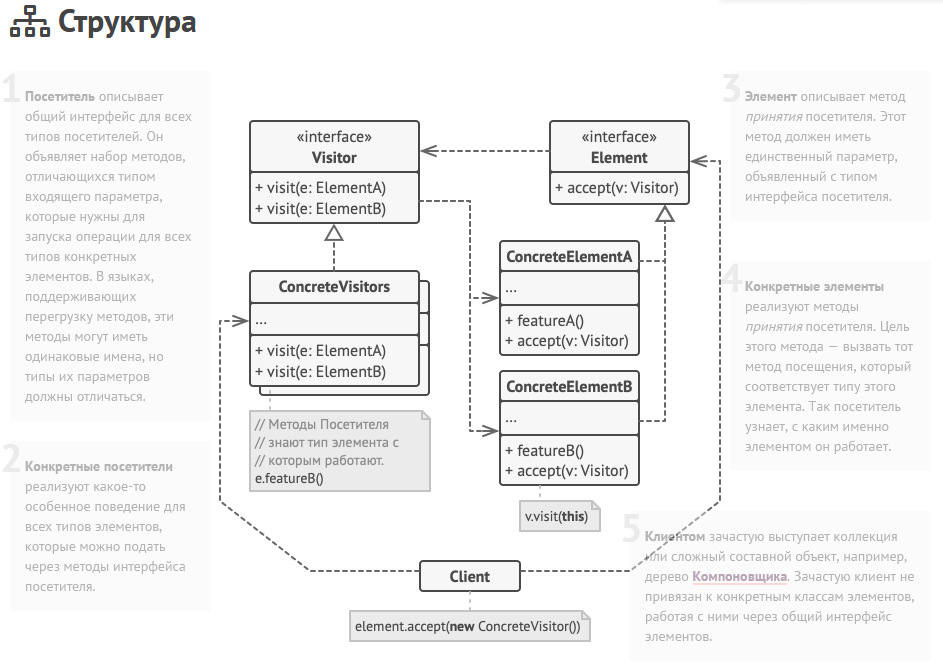 Структура
1
Посетитель описывает
общий интерфейс для всех
типов посетителей. Он
объявляет набор методов,
отличающихся типом
входящего параметра,
которые нужны для
запуска операции для всех
типов конкретных
элементов. В языках,
поддерживающих
перегрузку методов, эти
методы могут иметь
одинаковые имена, но
типы их параметров
должны отличаться.
2
Конкретные посетители
реализуют какое-то
особенное поведение для
всех типов элементов,
которые можно подать
через методы интерфейса
посетителя.
«interface»
Visitor
+ visit(e: ElementA)
+ visit(e: ElementB)
ConcreteVisitors
...
+ visit(e: ElementA)
+ visit(e: ElementB)
// Методы Посетителя
// знают тип элемента с
// которым работают.
e.featureB()
«interface»
Element
+ accept(v: Visitor)
ConcreteElementA
...
+ featureA()
+ accept(v: Visitor)
ConcreteElementB
...
+ featureB()
+ accept(v: Visitor)
v.visit(this)
Client
element.accept(new ConcreteVisitor())
3
Элемент описывает метод
принятия посетителя. Этот
метод должен иметь
единственный параметр,
объявленный с типом
интерфейса посетителя.
4
Конкретные элементы
реализуют методы
принятия посетителя. Цель
этого метода — вызвать тот
метод посещения, который
соответствует типу этого
элемента. Так посетитель
узнает, с каким именно
элементом он работает.
5
Клиентом зачастую выступает коллекция
или сложный составной объект, например,
дерево Компоновщика. Зачастую клиент не
привязан к конкретным классам элементов,
работая с ними через общий интерфейс
элементов.